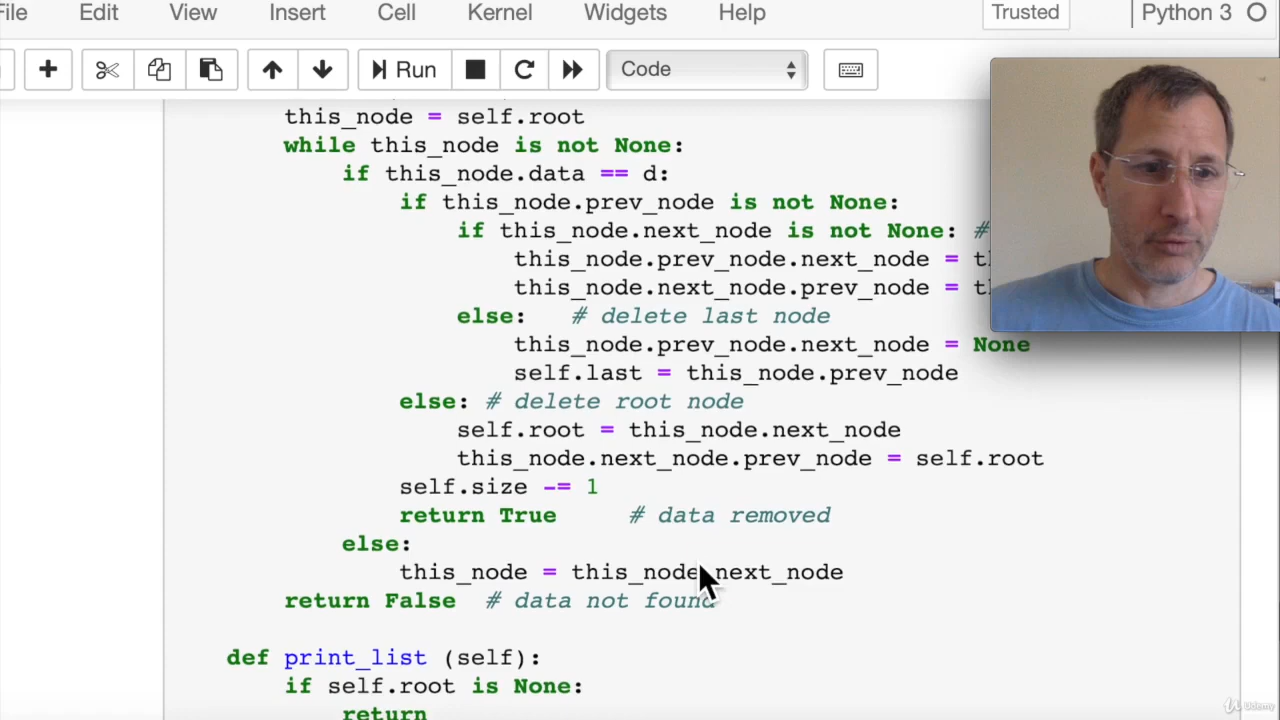 File Edit View Insert Cell Kernel Widgets Help Trusted Python 3
Run Code
this_node = self.root
while this_node is not None:
if this_node.data == d:
if this_node.prev_node is not None:
if this_node.next_node is not None: #
this_node.prev_node.next_node =
this_node.next_node.prev_node =
else: # delete last node
this_node.prev_node.next_node = None
self.last = this_node.prev_node
else: # delete root node
self.root = this_node.next_node
this_node.next_node.prev_node = self.root
self.size -= 1
return True # data removed
else:
this_node = this_node.next_node
return False # data not found
def print_list (self):
if self.root is None:
return
Udemy